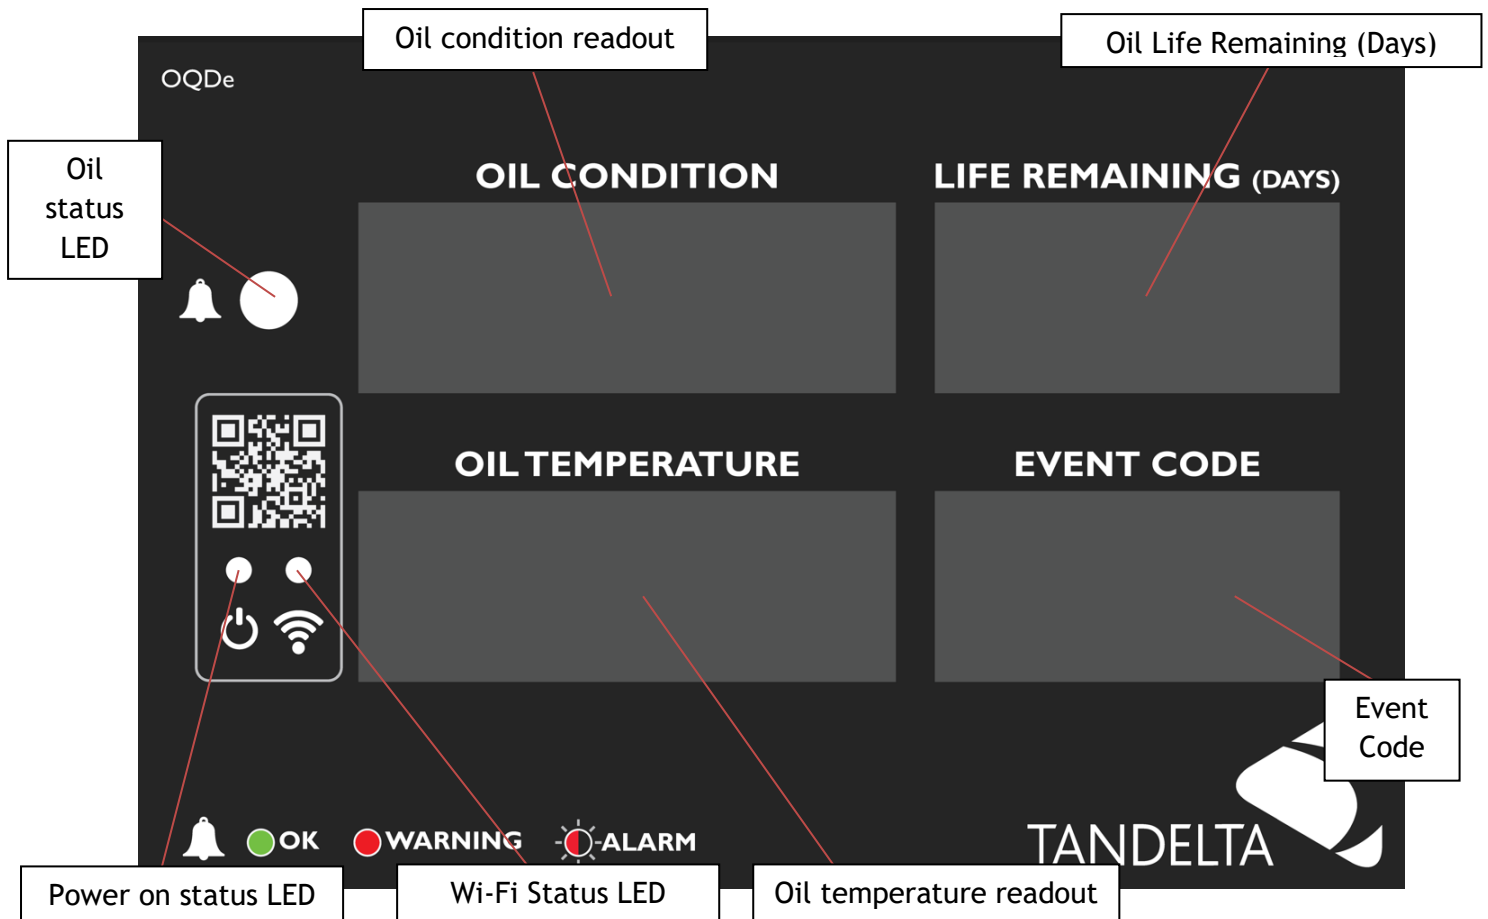 Oil condition readout
Oil Life Remaining (Days)
OQDe
Oil
status
LED
OIL CONDITION
LIFE REMAINING (DAYS)
OIL TEMPERATURE
EVENT CODE
Event
Code
OK
WARNING
ALARM
TANDELTA
Power on status LED
Wi-Fi Status LED
Oil temperature readout